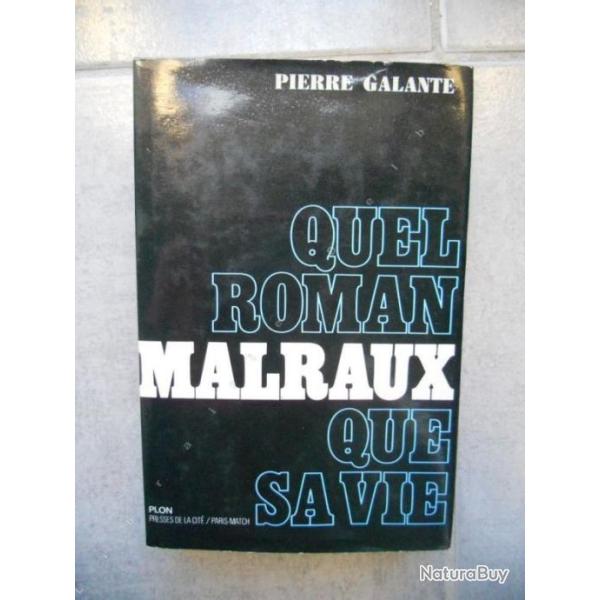 PIERRE GALANTE
QUEL
ROMAN
MALRAUX
QUE
SA VIE
PLON
PRESSES DE LA CITÉ / PARIS-MATCH
NaturaBuy